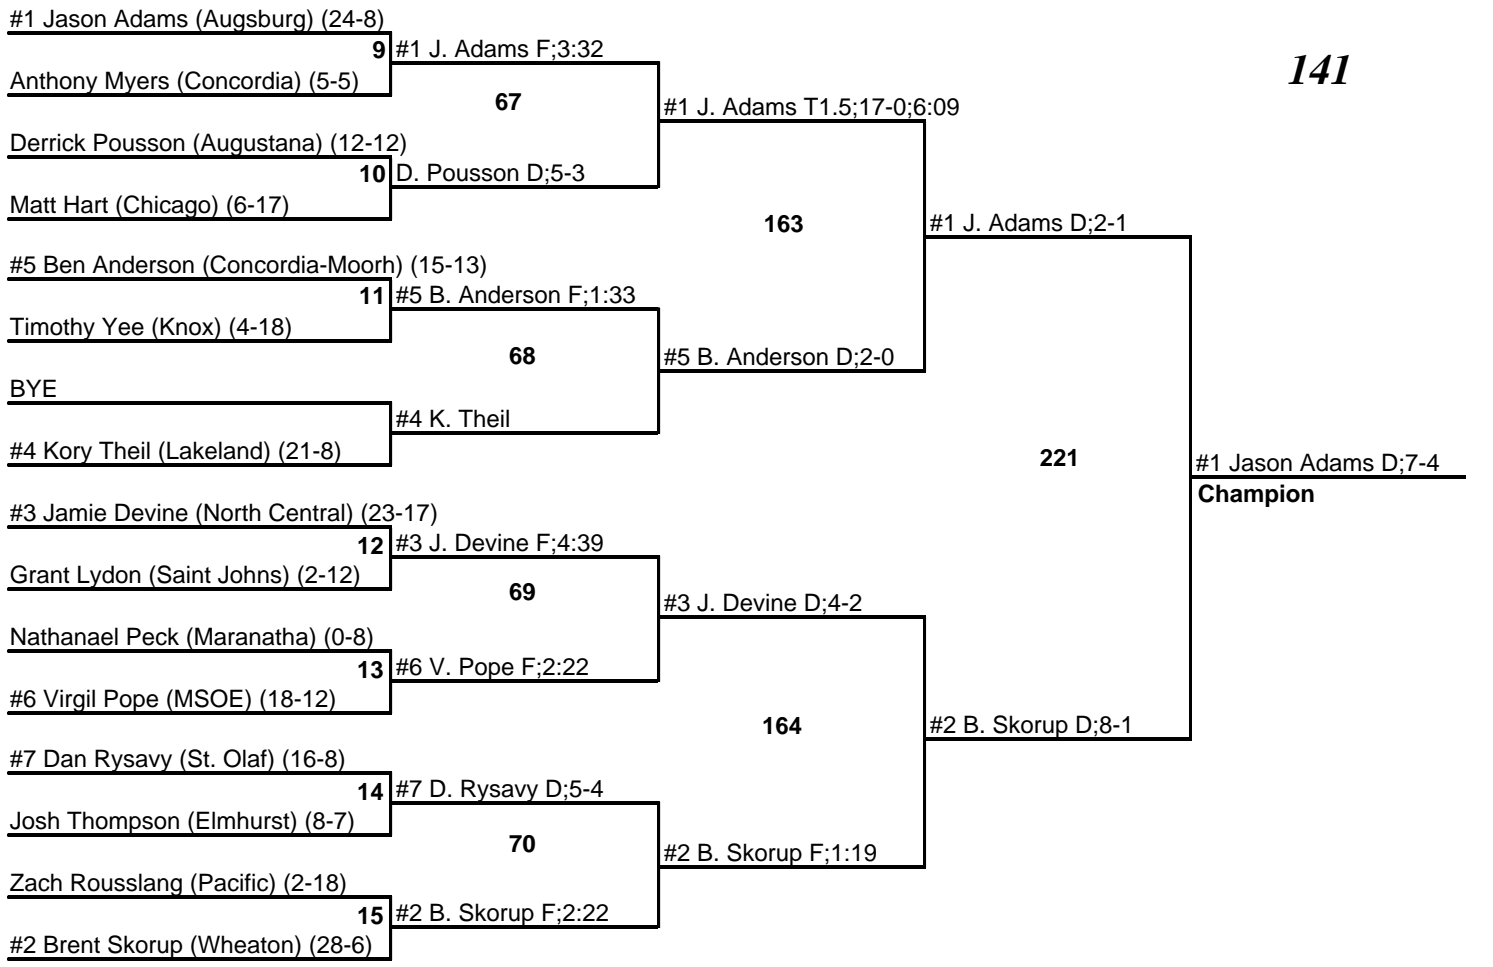 #1 Jason Adams (Augsburg) (24-8)
9
#1 J. Adams F;3:32
141
Anthony Myers (Concordia) (5-5)
67
#1 J. Adams T1.5;17-0;6:09
Derrick Pousson (Augustana) (12-12)
10
D. Pousson D;5-3
Matt Hart (Chicago) (6-17)
163
#1 J. Adams D;2-1
#5 Ben Anderson (Concordia-Moorh) (15-13)
11
#5 B. Anderson F;1:33
Timothy Yee (Knox) (4-18)
68
#5 B. Anderson D;2-0
BYE
#4 K. Theil
#4 Kory Theil (Lakeland) (21-8)
221
#1 Jason Adams D;7-4
Champion
#3 Jamie Devine (North Central) (23-17)
12
#3 J. Devine F;4:39
Grant Lydon (Saint Johns) (2-12)
69
#3 J. Devine D;4-2
Nathanael Peck (Maranatha) (0-8)
13
#6 V. Pope F;2:22
#6 Virgil Pope (MSOE) (18-12)
164
#2 B. Skorup D;8-1
#7 Dan Rysavy (St. Olaf) (16-8)
14
#7 D. Rysavy D;5-4
Josh Thompson (Elmhurst) (8-7)
70
#2 B. Skorup F;1:19
Zach Rousslang (Pacific) (2-18)
15
#2 B. Skorup F;2:22
#2 Brent Skorup (Wheaton) (28-6)